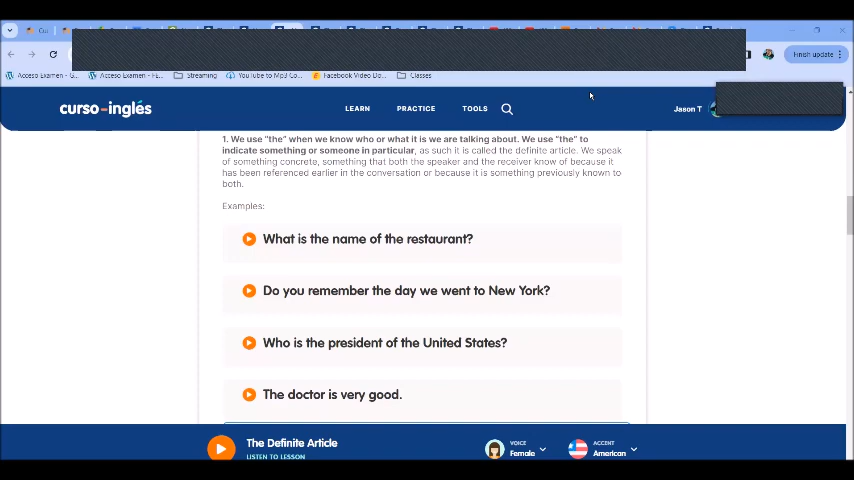 Finish update
Acceso Examen - G...
Acceso Examen - FE...
Streaming
YouTube to Mp3 Co...
Facebook Video Do...
Classes
curso-inglés
LEARN
PRACTICE
TOOLS
Jason T
1. We use "the" when we know who or what it is we are talking about. We use "the" to
indicate something or someone in particular, as such it is called the definite article. We speak
of something concrete, something that both the speaker and the receiver know of because it
has been referenced earlier in the conversation or because it is something previously known to
both.
Examples:
What is the name of the restaurant?
Do you remember the day we went to New York?
Who is the president of the United States?
The doctor is very good.
The Definite Article
LISTEN TO LESSON
VOICE
Female
ACCENT
American